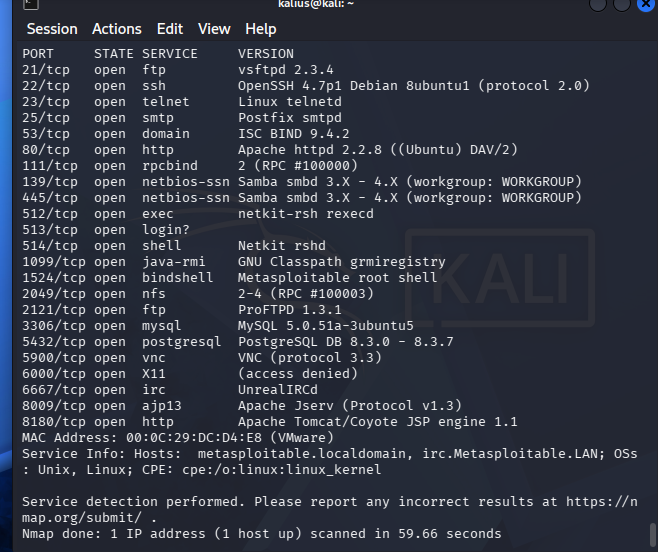 kalius@kali: ~
Session Actions Edit View Help
PORT STATE SERVICE VERSION
21/tcp open ftp vsftpd 2.3.4
22/tcp open ssh OpenSSH 4.7p1 Debian 8ubuntu1 (protocol 2.0)
23/tcp open telnet Linux telnetd
25/tcp open smtp Postfix smtpd
53/tcp open domain ISC BIND 9.4.2
80/tcp open http Apache httpd 2.2.8 ((Ubuntu) DAV/2)
111/tcp open rpcbind 2 (RPC #100000)
139/tcp open netbios-ssn Samba smbd 3.X - 4.X (workgroup: WORKGROUP)
445/tcp open netbios-ssn Samba smbd 3.X - 4.X (workgroup: WORKGROUP)
512/tcp open exec netkit-rsh rexecd
513/tcp open login?
514/tcp open shell Netkit rshd
1099/tcp open java-rmi GNU Classpath grmiregistry
1524/tcp open bindshell Metasploitable root shell
2049/tcp open nfs 2-4 (RPC #100003)
2121/tcp open ftp ProFTPD 1.3.1
3306/tcp open mysql MySQL 5.0.51a-3ubuntu5
5432/tcp open postgresql PostgreSQL DB 8.3.0 - 8.3.7
5900/tcp open vnc VNC (protocol 3.3)
6000/tcp open X11 (access denied)
6667/tcp open irc UnrealIRCd
8009/tcp open ajp13 Apache Jserv (Protocol v1.3)
8180/tcp open http Apache Tomcat/Coyote JSP engine 1.1
MAC Address: 00:0C:29:DC:D4:E8 (VMware)
Service Info: Hosts:  metasploitable.localdomain, irc.Metasploitable.LAN; OSs
: Unix, Linux; CPE: cpe:/o:linux:linux_kernel
Service detection performed. Please report any incorrect results at https://n
map.org/submit/ .
Nmap done: 1 IP address (1 host up) scanned in 59.66 seconds
KALI